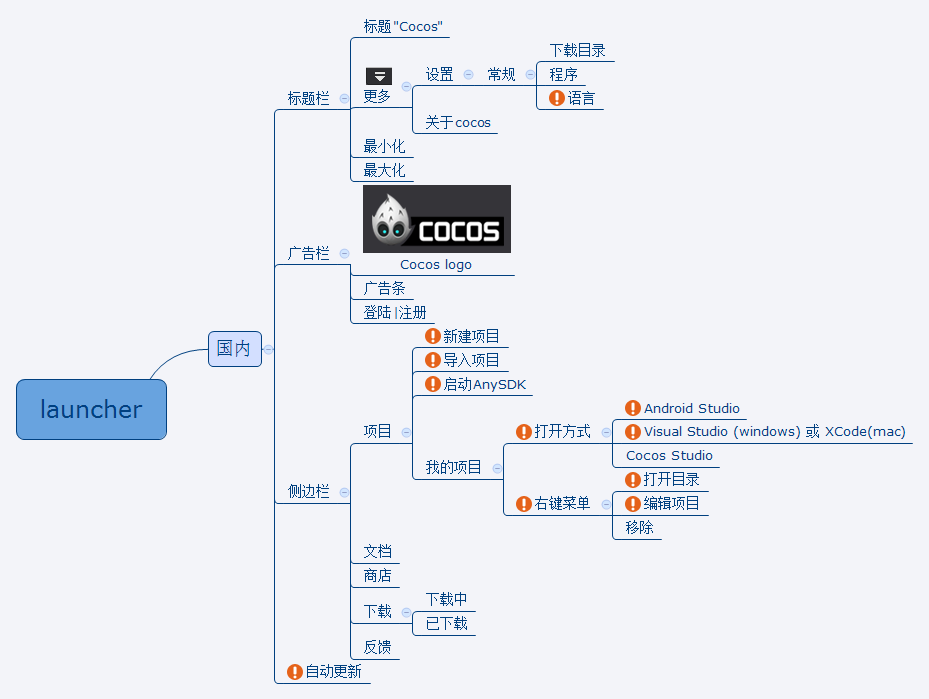 标题"Cocos"
下载目录
设置
常规
程序
更多
标题栏
语言
关于cocos
最小化
最大化
COCOS
广告栏
Cocos logo
广告条
登陆|注册
新建项目
国内
导入项目
启动AnySDK
launcher
Android Studio
项目
打开方式
Visual Studio (windows) 或 XCode(mac)
Cocos Studio
我的项目
打开目录
侧边栏
右键菜单
编辑项目
移除
文档
商店
下载中
下载
已下载
反馈
自动更新